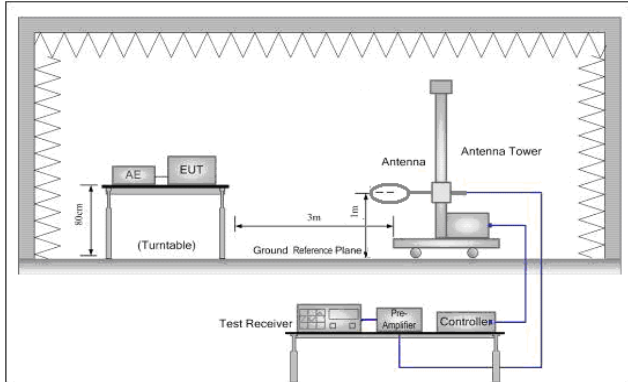 AE
EUT
Antenna
Antenna Tower
80cm
1m
3m
(Turntable)
Ground Reference Plane
Test Receiver
Pre-
Amplifier
Controller